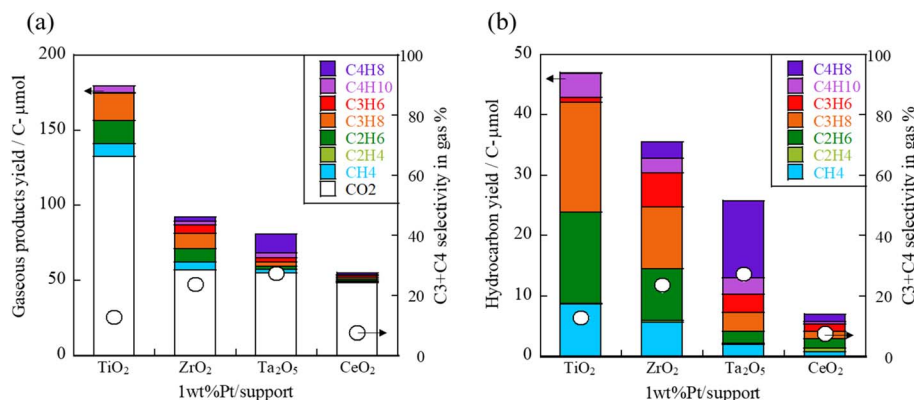 (a)
200
150
100
50
0
Gaseous products yield / C- μmol
C4H8
C4H10
C3H6
C3H8
C2H6
C2H4
CH4
CO2
100
80
60
40
20
0
C3+C4 selectivity in gas %
TiO₂ ZrO₂ Ta₂O₅ CeO₂
1wt%Pt/support
(b)
50
40
30
20
10
0
Hydrocarbon yield / C-μmol
C4H8
C4H10
C3H6
C3H8
C2H6
C2H4
CH4
100
80
60
40
20
0
C3+C4 selectivity in gas %
TiO₂ ZrO₂ Ta₂O₅ CeO₂
1wt%Pt/support